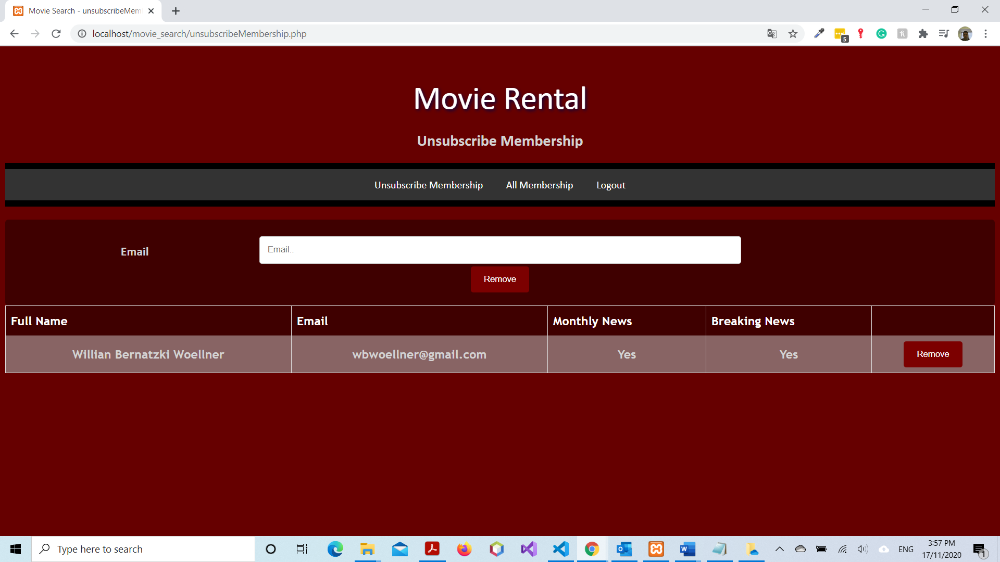 Movie Search - unsubscribeMem
localhost/movie_search/unsubscribeMembership.php
5
Movie Rental
Unsubscribe Membership
Unsubscribe Membership All Membership Logout
Email Email..
Remove
Full Name Email Monthly News Breaking News
Willian Bernatzki Woellner wbwoellner@gmail.com Yes Yes Remove
Type here to search
ENG
3:57 PM
17/11/2020
1